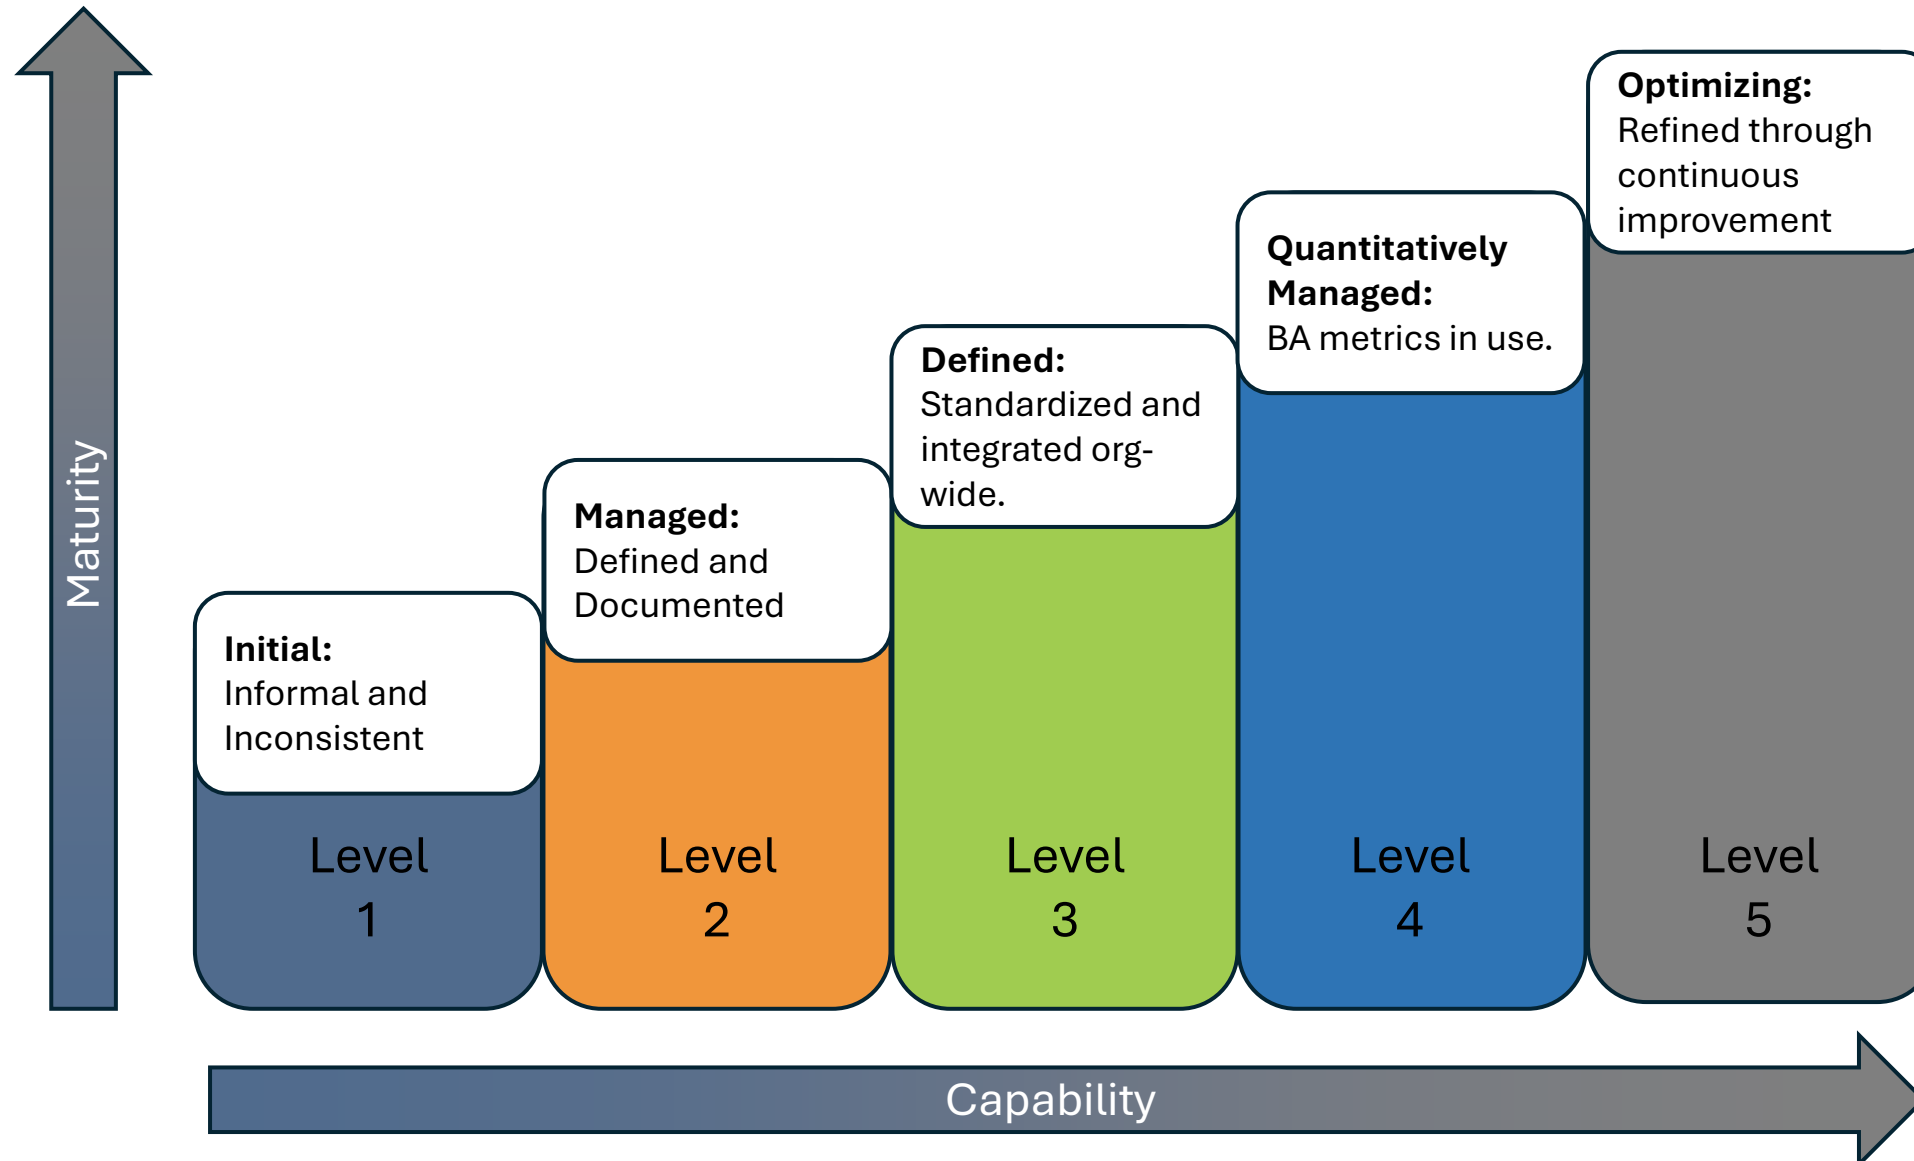 Maturity
Initial:
Informal and
Inconsistent
Level
1
Managed:
Defined and
Documented
Level
2
Defined:
Standardized and
integrated org-
wide.
Level
3
Quantitatively
Managed:
BA metrics in use.
Level
4
Optimizing:
Refined through
continuous
improvement
Level
5
Capability